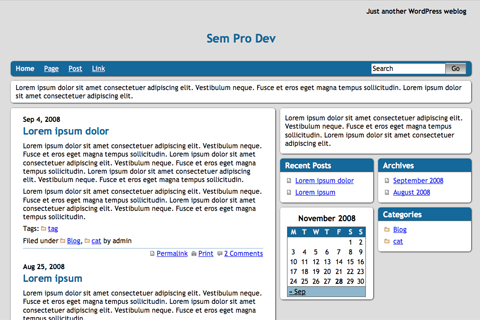 Just another WordPress weblog
Sem Pro Dev
Home Page Post Link
Search Go
Lorem ipsum dolor sit amet consectetuer adipiscing elit. Vestibulum neque. Fusce et eros eget magna tempus sollicitudin. Lorem ipsum dolor sit amet
consectetuer adipiscing elit.
Sep 4, 2008
Lorem ipsum dolor
Lorem ipsum dolor sit amet consectetuer adipiscing elit. Vestibulum neque.
Fusce et eros eget magna tempus sollicitudin. Lorem ipsum dolor sit amet
consectetuer adipiscing elit. Vestibulum neque. Fusce et eros eget magna
tempus sollicitudin. Lorem ipsum dolor sit amet consectetuer adipiscing elit.
Vestibulum neque. Fusce et eros eget magna tempus sollicitudin.
Lorem ipsum dolor sit amet consectetuer adipiscing elit. Vestibulum neque.
Fusce et eros eget magna tempus sollicitudin. Lorem ipsum dolor sit amet
consectetuer adipiscing elit. Vestibulum neque. Fusce et eros eget magna
tempus sollicitudin.
Tags: tag
Filed under Blog, cat by admin
Permalink Print 2 Comments
Aug 25, 2008
Lorem ipsum
Lorem ipsum dolor sit amet consectetuer adipiscing elit. Vestibulum neque.
Fusce et eros eget magna tempus sollicitudin. Lorem ipsum dolor sit amet
consectetuer adipiscing elit. Vestibulum neque. Fusce et eros eget magna
Lorem ipsum dolor sit amet consectetuer adipiscing elit.
Vestibulum neque. Fusce et eros eget magna tempus
sollicitudin. Lorem ipsum dolor sit amet consectetuer
adipiscing elit.
Recent Posts
Lorem ipsum dolor
Lorem ipsum
November 2008
M T W T F S S
1 2
3 4 5 6 7 8 9
10 11 12 13 14 15 16
17 18 19 20 21 22 23
24 25 26 27 28 29 30
« Sep
Archives
September 2008
August 2008
Categories
Blog
cat